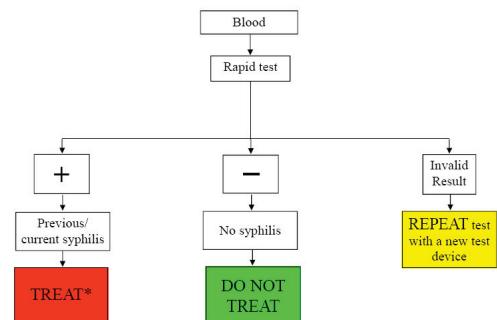 Blood
Rapid test
+
−
Invalid
Result
Previous/
current syphilis
No syphilis
REPEAT test
with a new test
device
TREAT*
DO NOT
TREAT